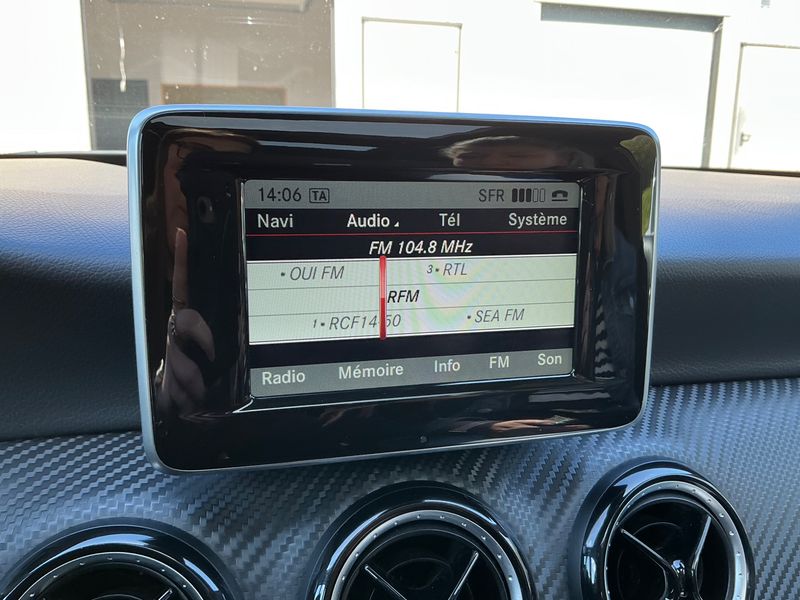 14:06 TA SFR
Navi Audio Tél Système
FM 104.8 MHz
OUI FM 3 RTL
RFM
1 RCF14:50 SEA FM
Radio Mémoire Info FM Son